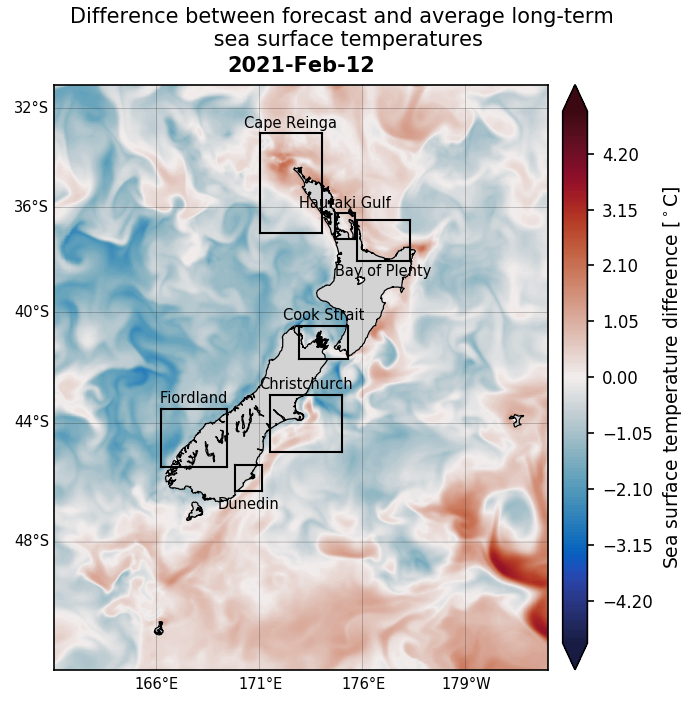 Difference between forecast and average long-term
sea surface temperatures
2021-Feb-12
32°S
36°S
40°S
44°S
48°S
166°E
171°E
176°E
179°W
Cape Reinga
Hauraki Gulf
Bay of Plenty
Cook Strait
Christchurch
Fiordland
Dunedin
4.20
3.15
2.10
1.05
0.00
−1.05
−2.10
−3.15
−4.20
Sea surface temperature difference [°C]